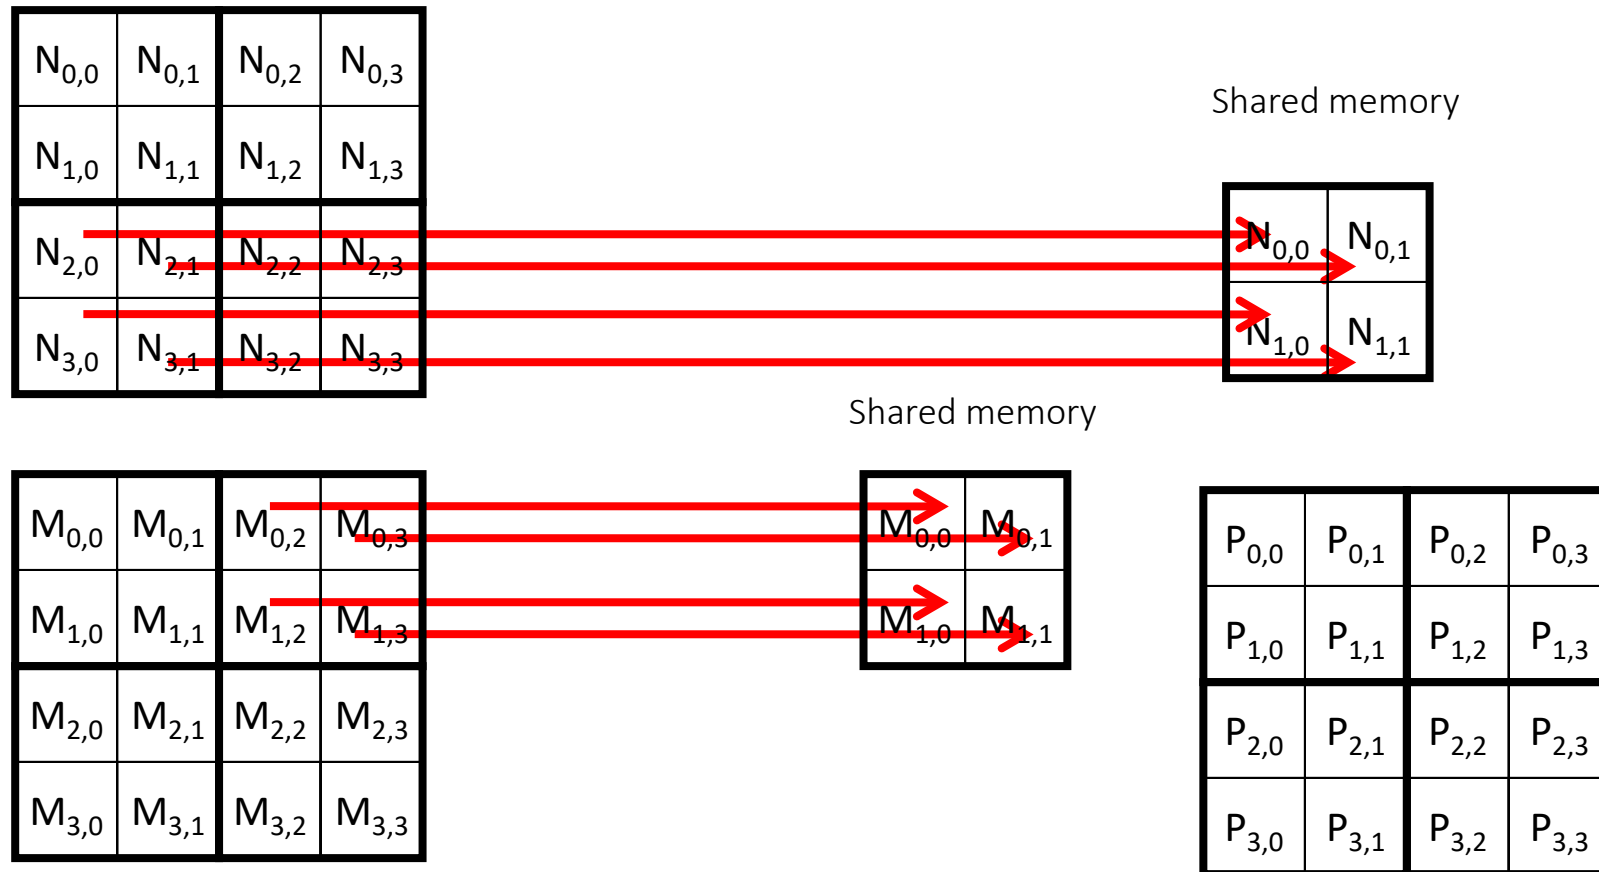 N0,0 N0,1 N0,2 N0,3
N1,0 N1,1 N1,2 N1,3
N2,0 N2,1 N2,2 N2,3
N3,0 N3,1 N3,2 N3,3
Shared memory
N0,0 N0,1
N1,0 N1,1
Shared memory
M0,0 M0,1 M0,2 M0,3
M1,0 M1,1 M1,2 M1,3
M2,0 M2,1 M2,2 M2,3
M3,0 M3,1 M3,2 M3,3
M0,0 M0,1
M1,0 M1,1
P0,0 P0,1 P0,2 P0,3
P1,0 P1,1 P1,2 P1,3
P2,0 P2,1 P2,2 P2,3
P3,0 P3,1 P3,2 P3,3